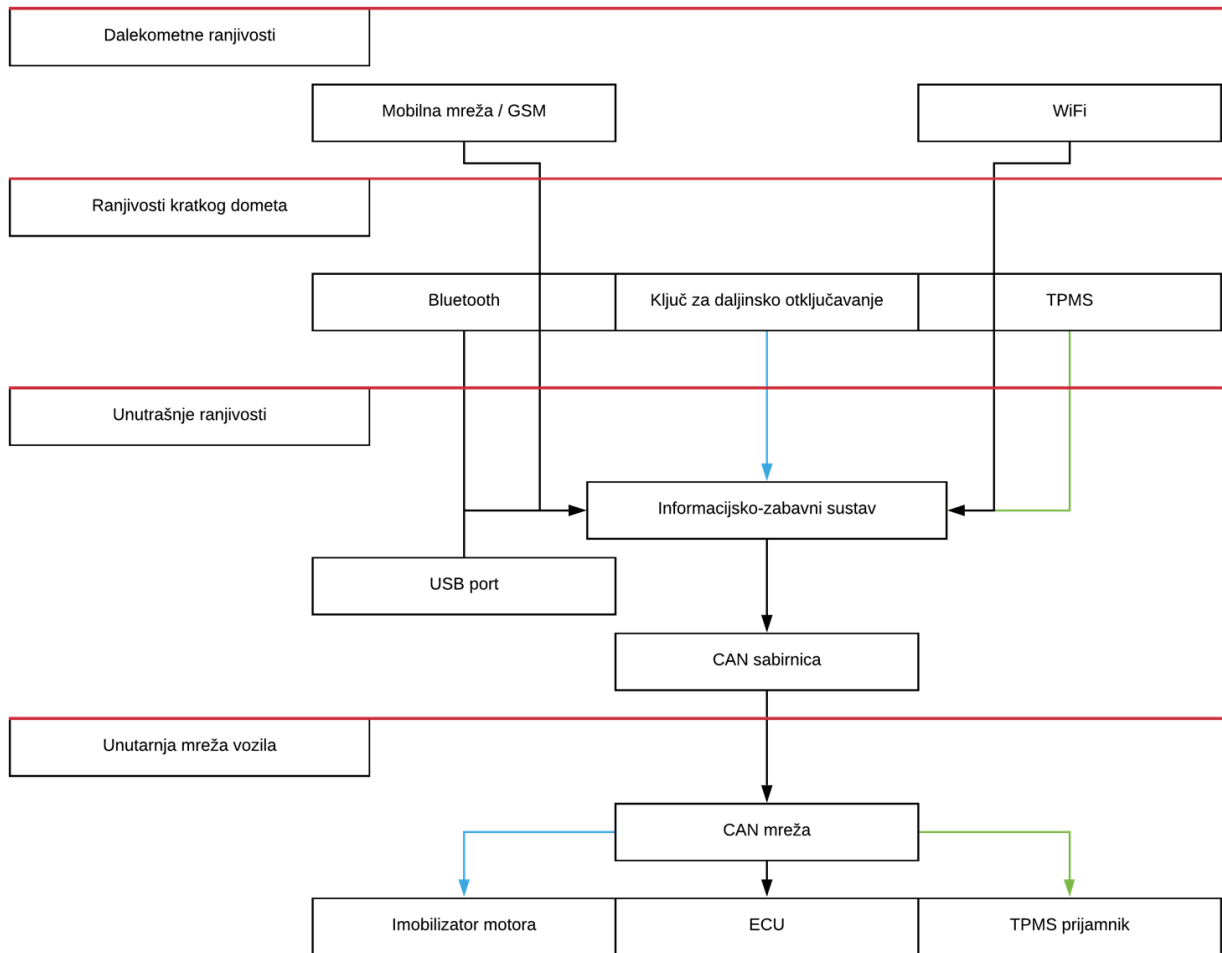 Dalekometne ranjivosti
Mobilna mreža / GSM
WiFi
Ranjivosti kratkog dometa
Bluetooth
Ključ za daljinsko otključavanje
TPMS
Unutrašnje ranjivosti
Informacijsko-zabavni sustav
USB port
CAN sabirnica
Unutarnja mreža vozila
CAN mreža
Imobilizator motora
ECU
TPMS prijamnik